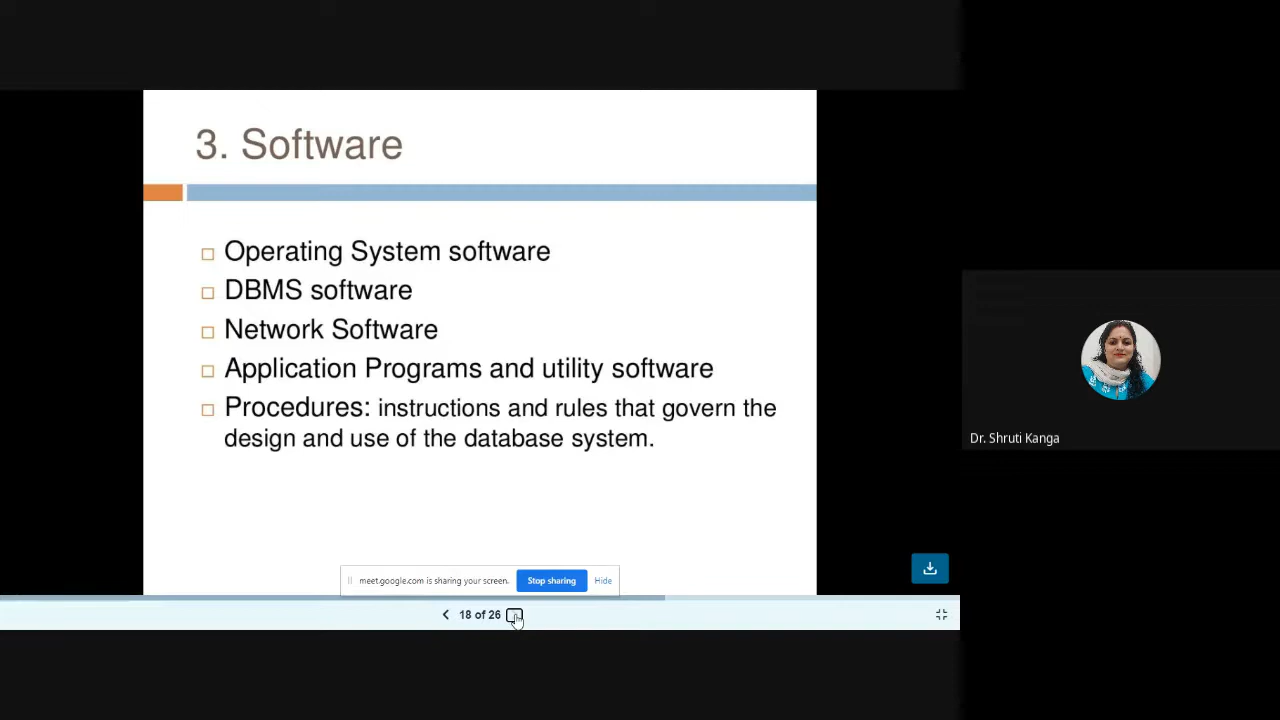 3. Software
Operating System software
DBMS software
Network Software
Application Programs and utility software
Procedures: instructions and rules that govern the
design and use of the database system.
Dr. Shruti Kanga
meet.google.com is sharing your screen.
Stop sharing
Hide
18 of 26